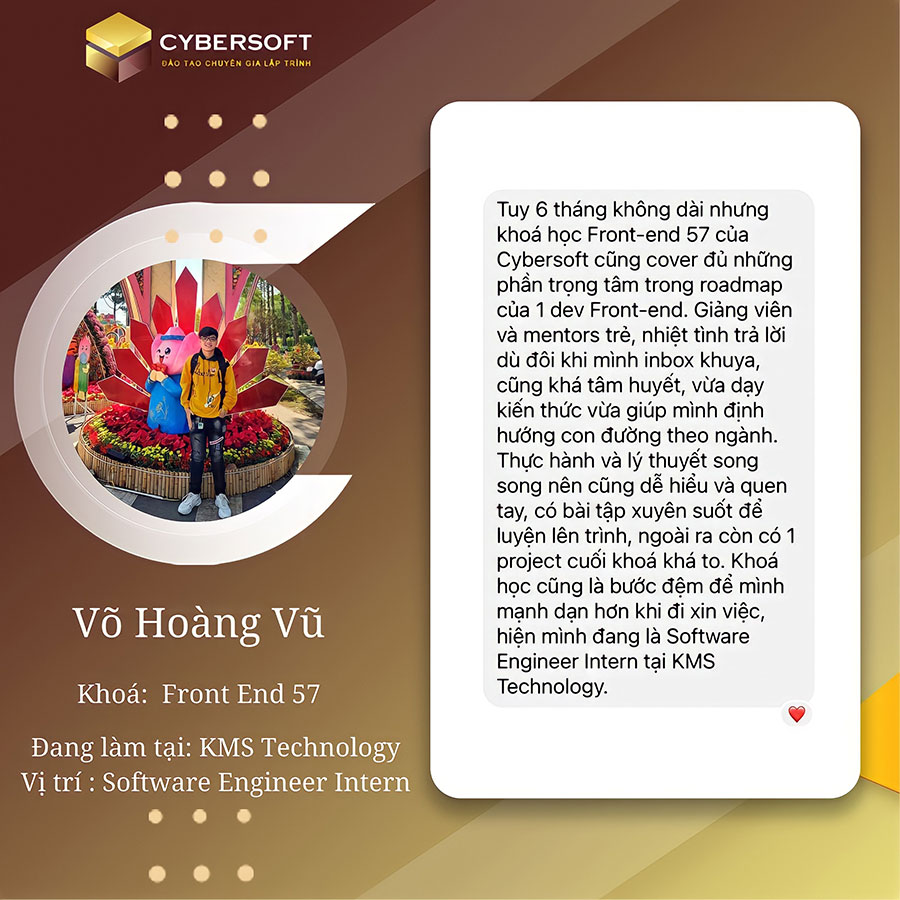 CYBERSOFT
ĐÀO TẠO CHUYÊN GIA LẬP TRÌNH
Võ Hoàng Vũ
Khoá: Front End 57
Đang làm tại: KMS Technology
Vị trí : Software Engineer Intern
Tuy 6 tháng không dài nhưng
khoá học Front-end 57 của
Cybersoft cũng cover đủ những
phần trọng tâm trong roadmap
của 1 dev Front-end. Giảng viên
và mentors trẻ, nhiệt tình trả lời
dù đôi khi mình inbox khuya,
cũng khá tâm huyết, vừa dạy
kiến thức vừa giúp mình định
hướng con đường theo ngành.
Thực hành và lý thuyết song
song nên cũng dễ hiểu và quen
tay, có bài tập xuyên suốt để
luyện lên trình, ngoài ra còn có 1
project cuối khoá khá to. Khoá
học cũng là bước đệm để mình
mạnh dạn hơn khi đi xin việc,
hiện mình đang là Software
Engineer Intern tại KMS
Technology.